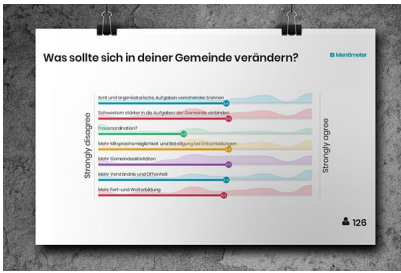 Was sollte sich in deiner Gemeinde verändern?
Mentimeter
Amt und organisatorische Aufgaben voneinander trennen
Schwestern stärker in die Aufgaben der Gemeinde einbinden
Frauenordination?
Mehr Mitsprachemöglichkeit und Beteiligung bei Entscheidungen
Mehr Gemeindeaktivitäten
Mehr Verständnis und Offenheit
Mehr Fort- und Weiterbildung
Strongly disagree
Strongly agree
126